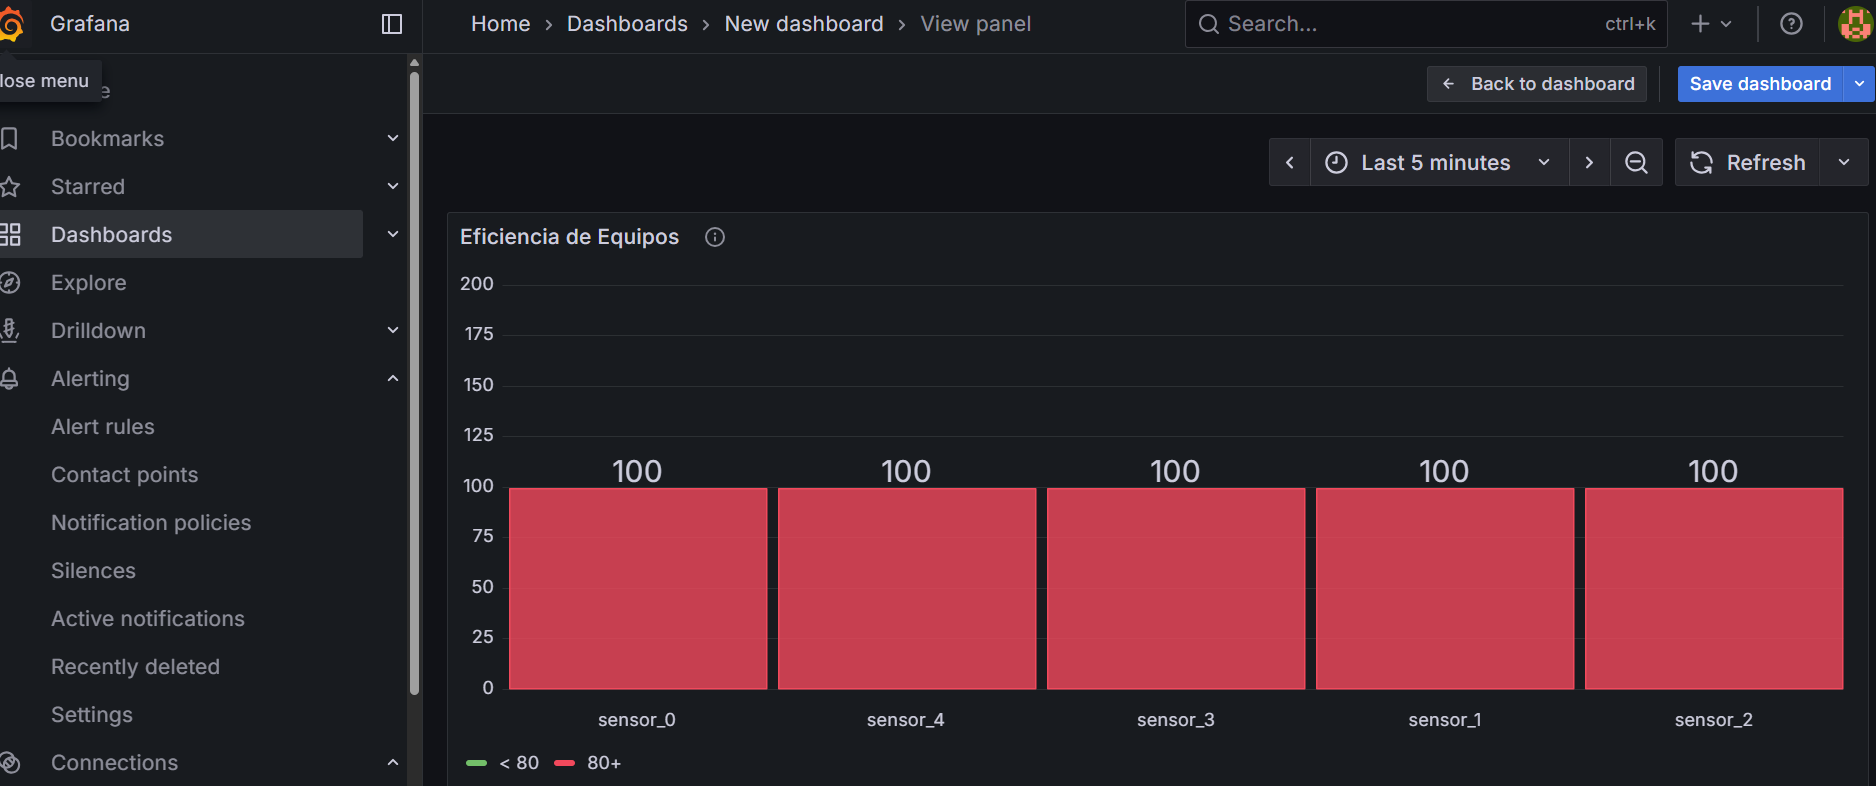 Grafana
Home › Dashboards › New dashboard › View panel
Search...
ctrl+k
lose menu
e
Back to dashboard
Save dashboard
Bookmarks
Starred
Dashboards
Explore
Drilldown
Alerting
Alert rules
Contact points
Notification policies
Silences
Active notifications
Recently deleted
Settings
Connections
Last 5 minutes
Refresh
Eficiencia de Equipos
200
175
150
125
100
75
50
25
0
100 100 100 100 100
sensor_0 sensor_4 sensor_3 sensor_1 sensor_2
< 80 80+